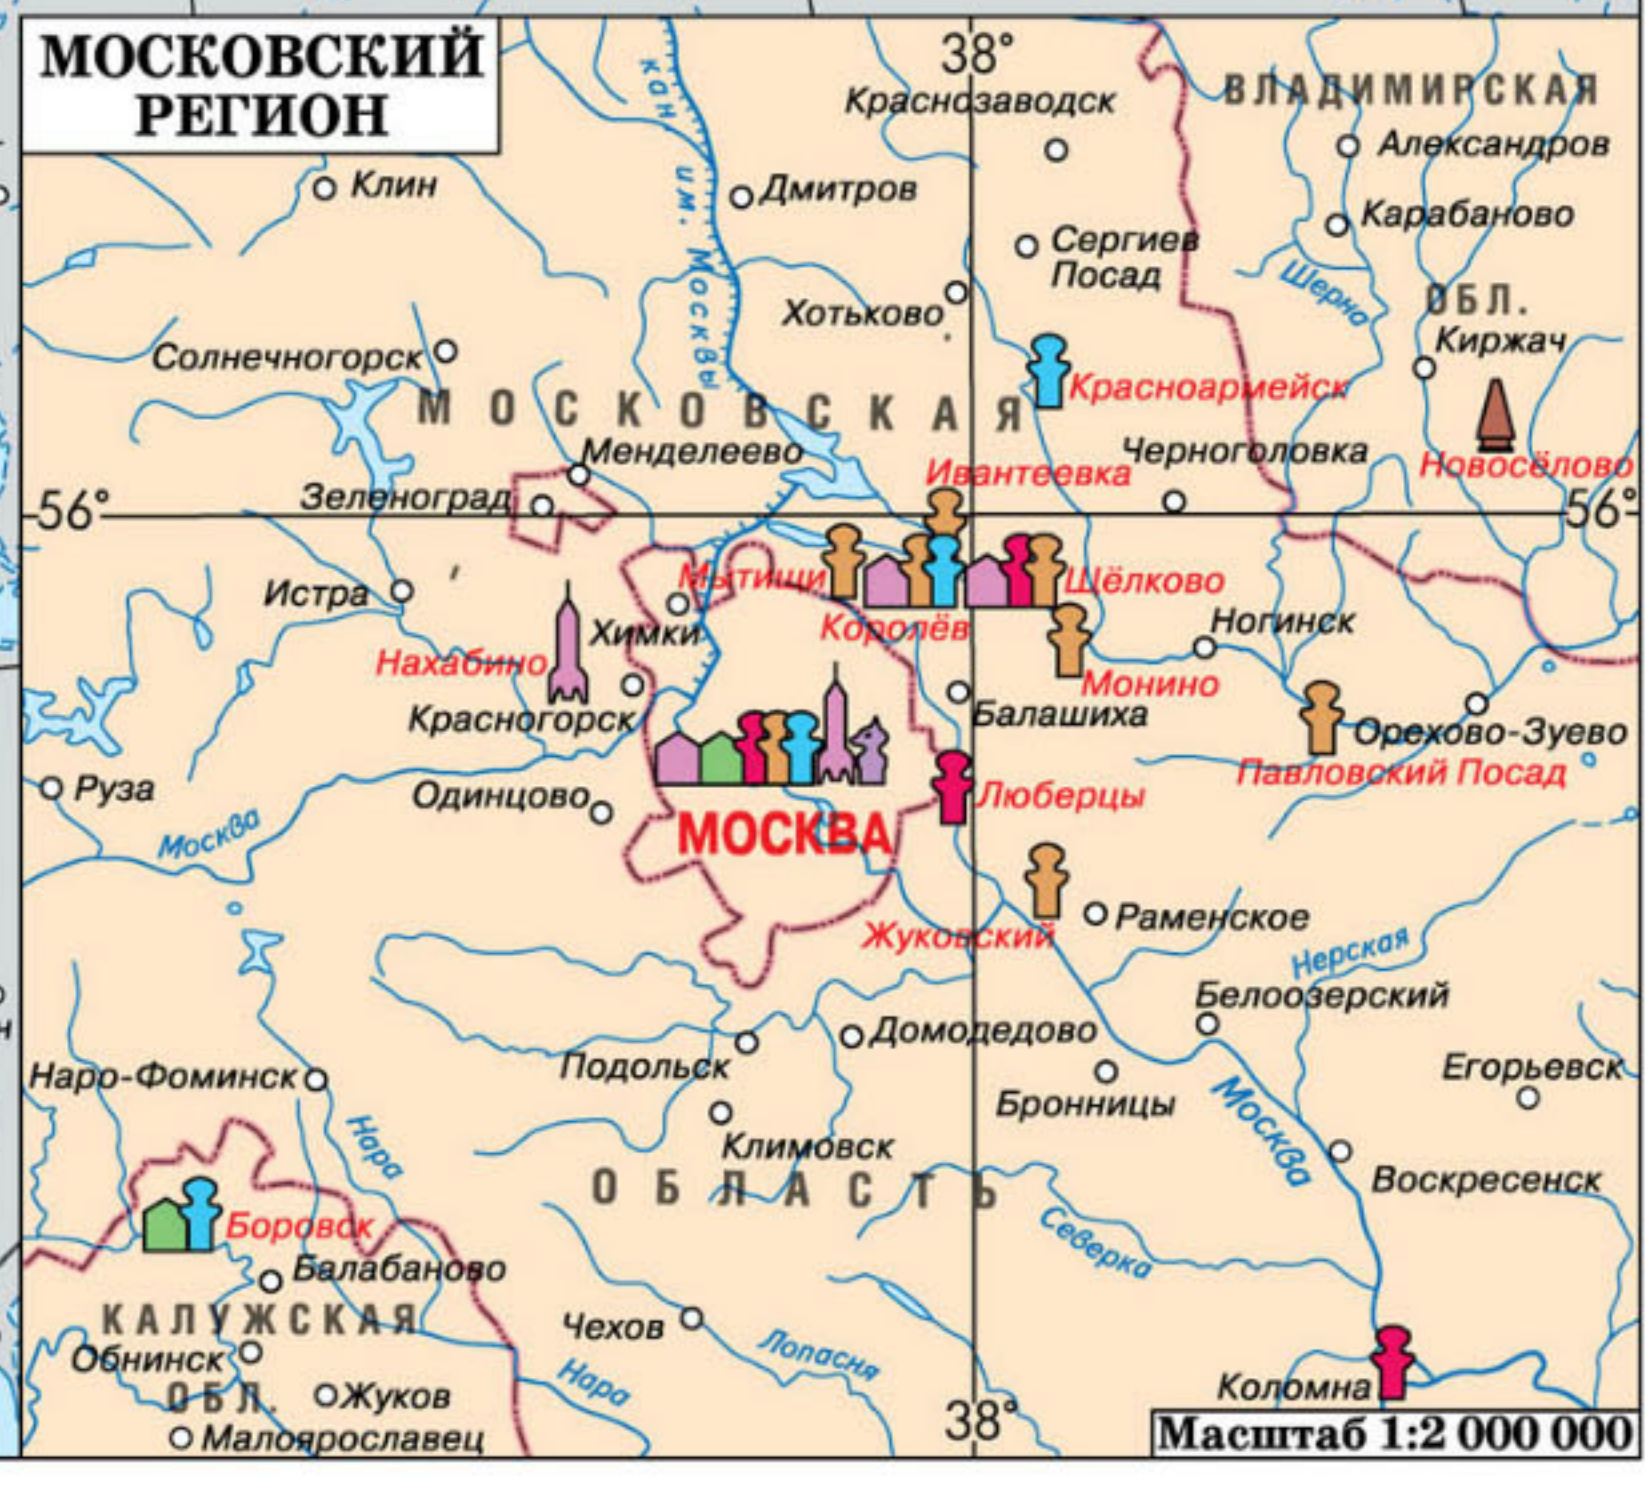 МОСКОВСКИЙ
РЕГИОН
38°
кан. им. Москвы
Краснозаводск
ВЛАДИМИРСКАЯ
Александров
Клин
Дмитров
Карабаново
Сергиев
Посад
Шерна
ОБЛ.
Хотьково
Киржач
Солнечногорск
Красноармейск
МОСКОВСКАЯ
Менделеево
Черноголовка
Ивантеевка
Новосёлово
Зеленоград
56°
56°
Мытищи
Щёлково
Истра
Химки
Королёв
Ногинск
Нахабино
Монино
Красногорск
Балашиха
Орехово-Зуево
Павловский Посад
Руза
Одинцово
Люберцы
Москва
МОСКВА
Раменское
Жуковский
Нерская
Белоозерский
Домодедово
Подольск
Егорьевск
Наро-Фоминск
Бронницы
Москва
Нара
Климовск
Воскресенск
ОБЛАСТЬ
Боровск
Северка
Балабаново
КАЛУЖСКАЯ
Чехов
Лопасня
Обнинск
Нара
Коломна
ОБЛ.
Жуков
38°
Малоярославец
Масштаб 1:2 000 000